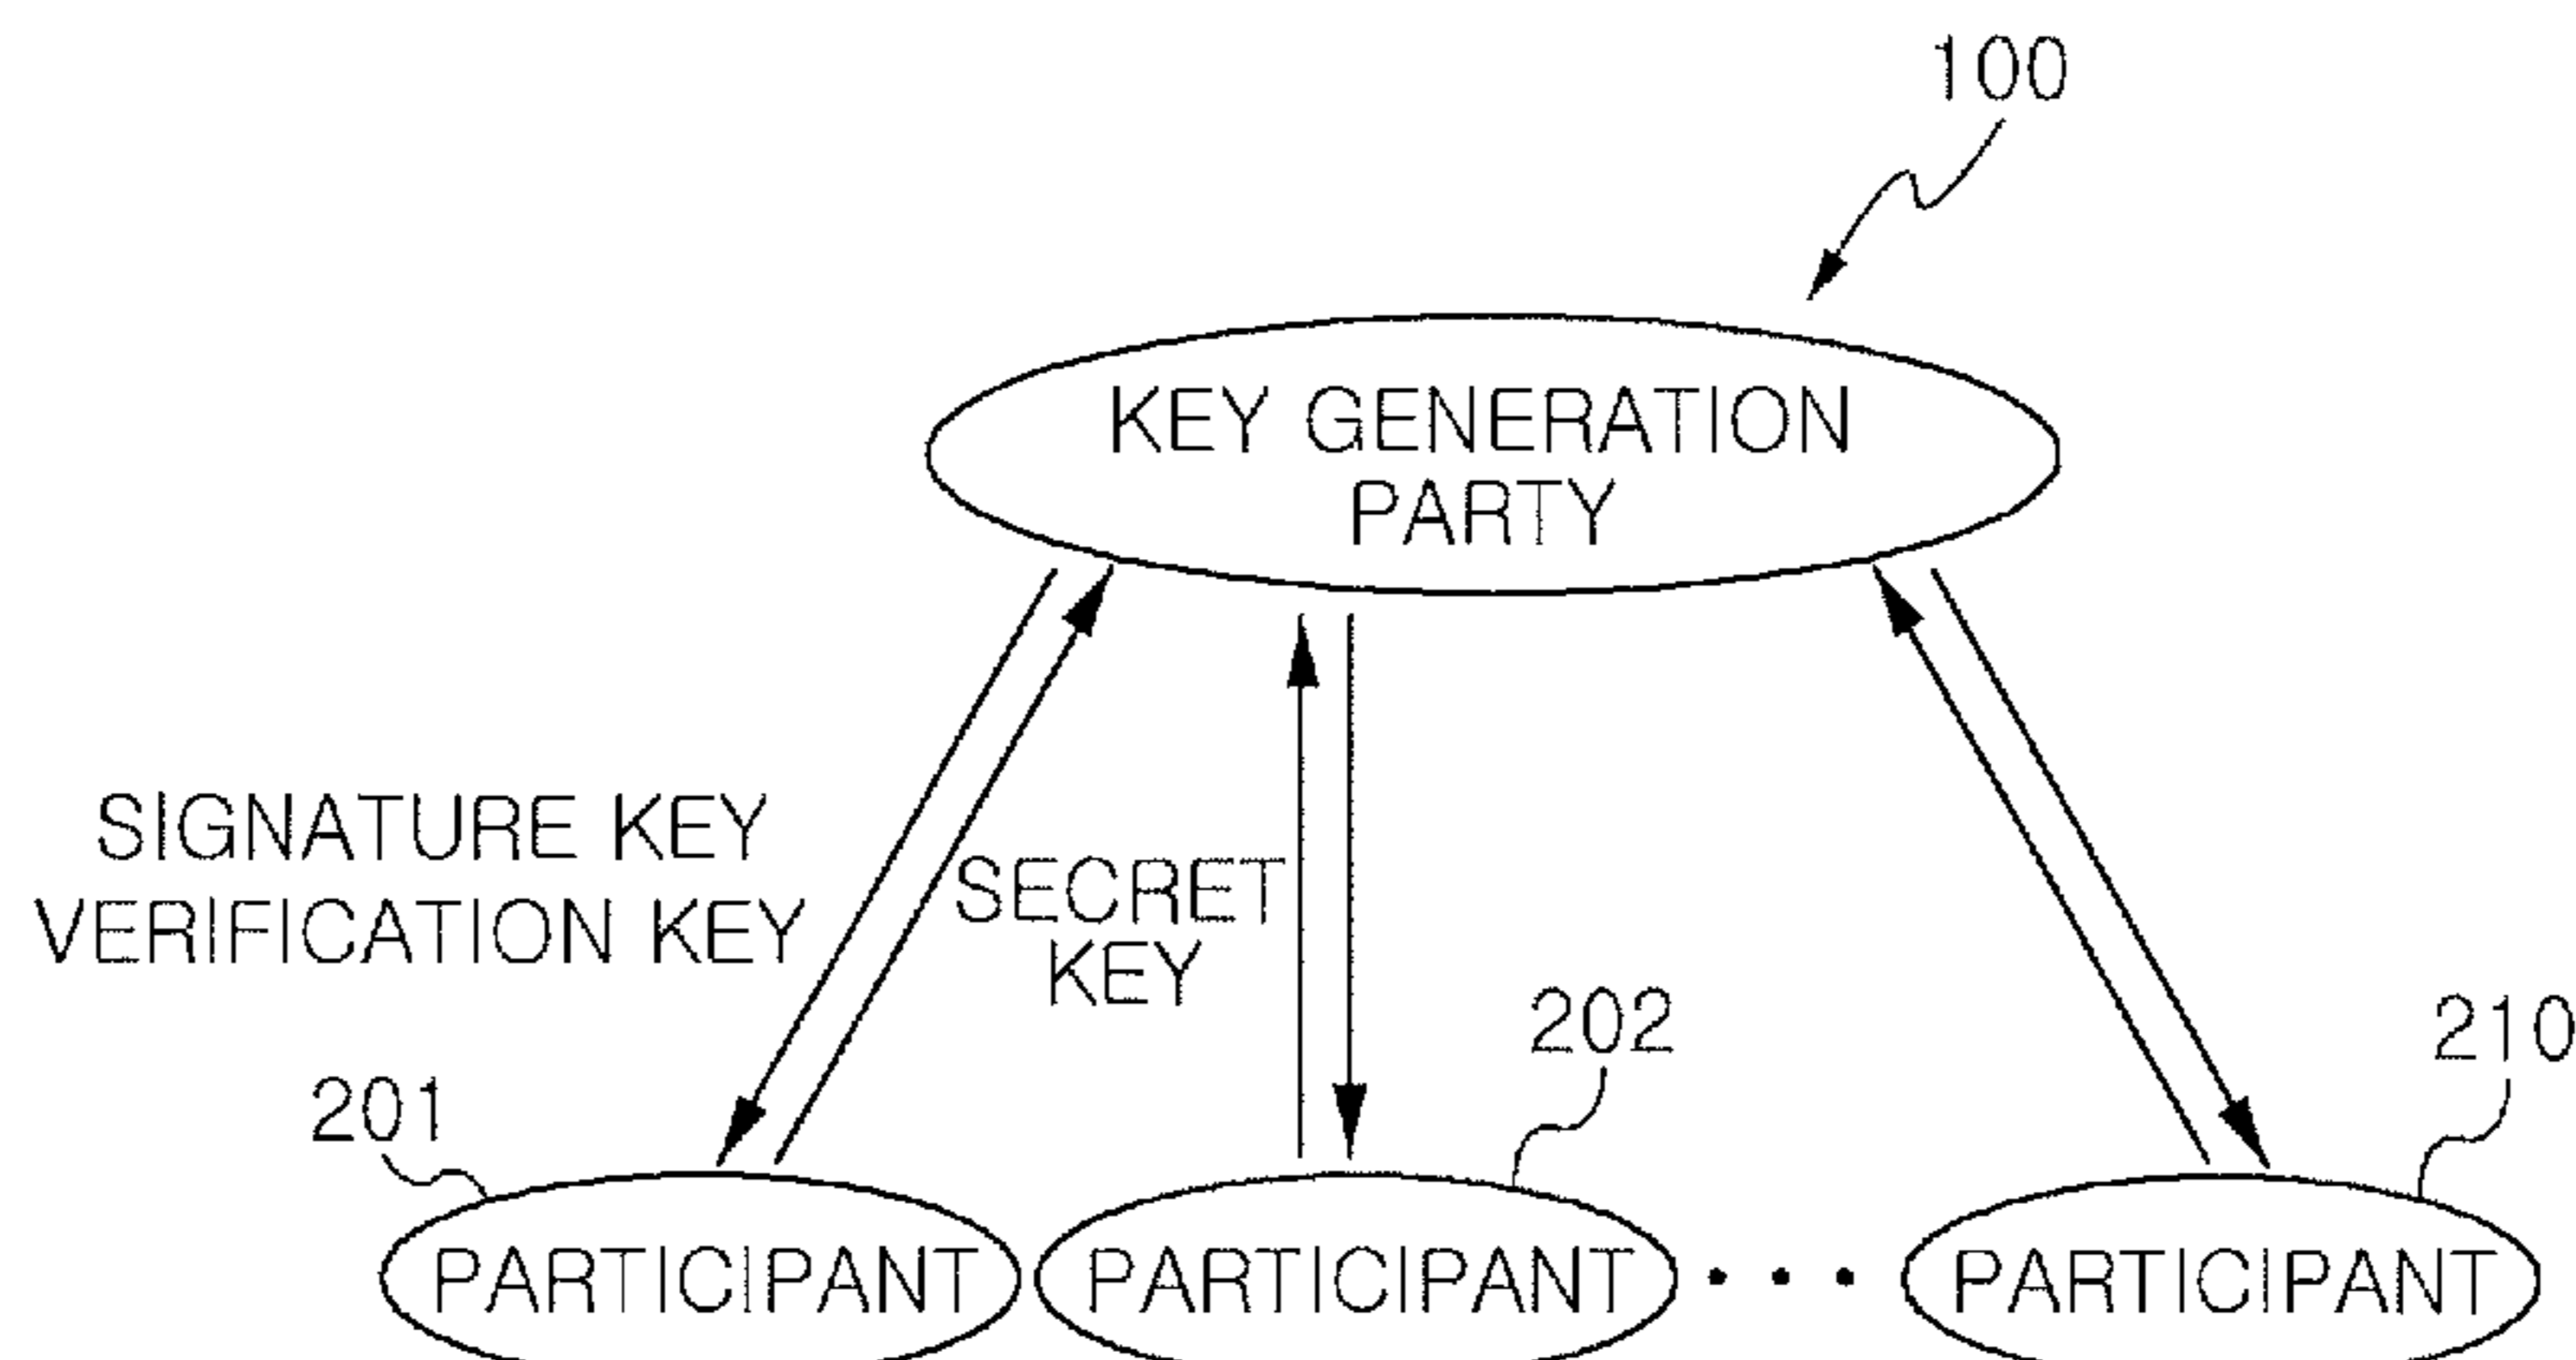 100
KEY GENERATION
PARTY
SIGNATURE KEY
VERIFICATION KEY
SECRET
KEY
201
202
210
PARTICIPANT
PARTICIPANT
PARTICIPANT